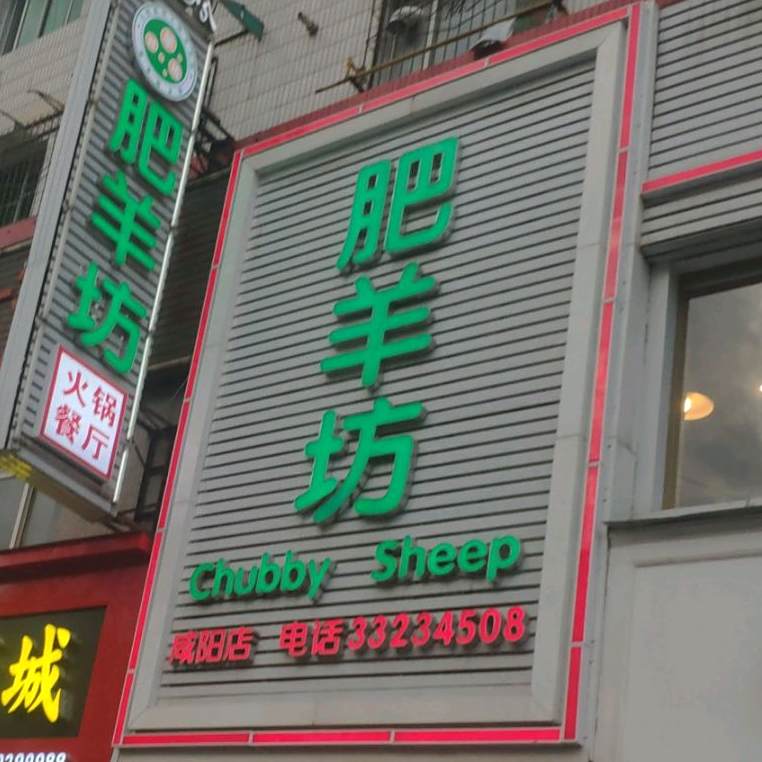 肥羊坊
火锅
餐厅
肥羊坊
Chubby Sheep
咸阳店 电话33234508
城